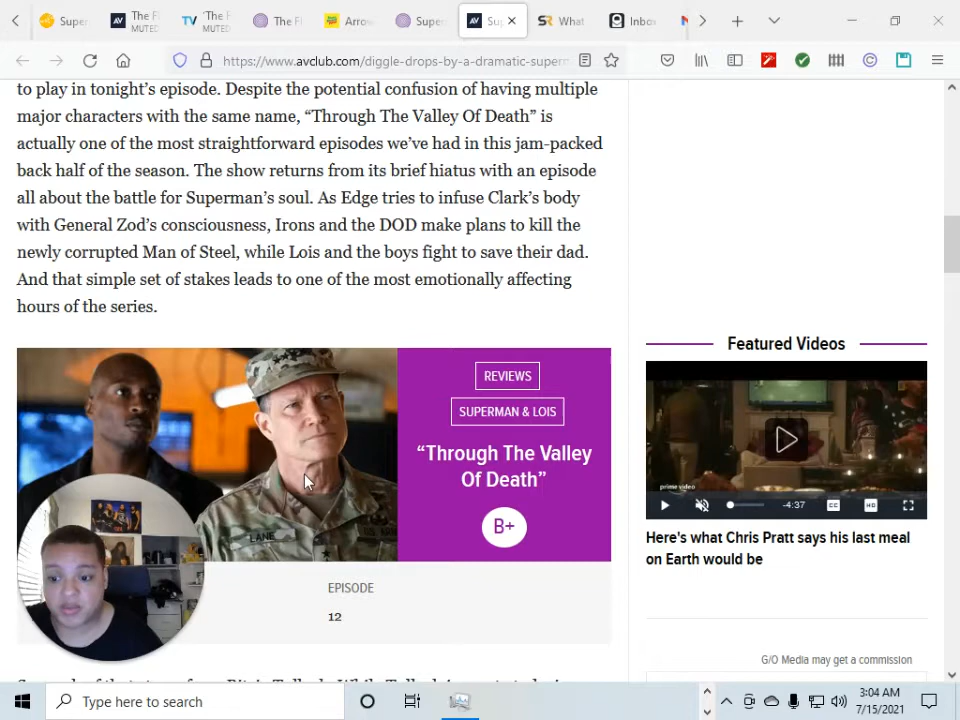 Super
The F
MUTED
'The F
MUTED
The Fl
Arrow
Super
Su
What
Inbo
https://www.avclub.com/diggle-drops-by-a-dramatic-superm
to play in tonight's episode. Despite the potential confusion of having multiple
major characters with the same name, “Through The Valley Of Death” is
actually one of the most straightforward episodes we’ve had in this jam-packed
back half of the season. The show returns from its brief hiatus with an episode
all about the battle for Superman’s soul. As Edge tries to infuse Clark’s body
with General Zod’s consciousness, Irons and the DOD make plans to kill the
newly corrupted Man of Steel, while Lois and the boys fight to save their dad.
And that simple set of stakes leads to one of the most emotionally affecting
hours of the series.
REVIEWS
SUPERMAN & LOIS
“Through The Valley
Of Death”
B+
LANE
EPISODE
12
Featured Videos
prime video
-4:37
CC
HD
Here's what Chris Pratt says his last meal
on Earth would be
G/O Media may get a commission
Type here to search
3:04 AM
7/15/2021